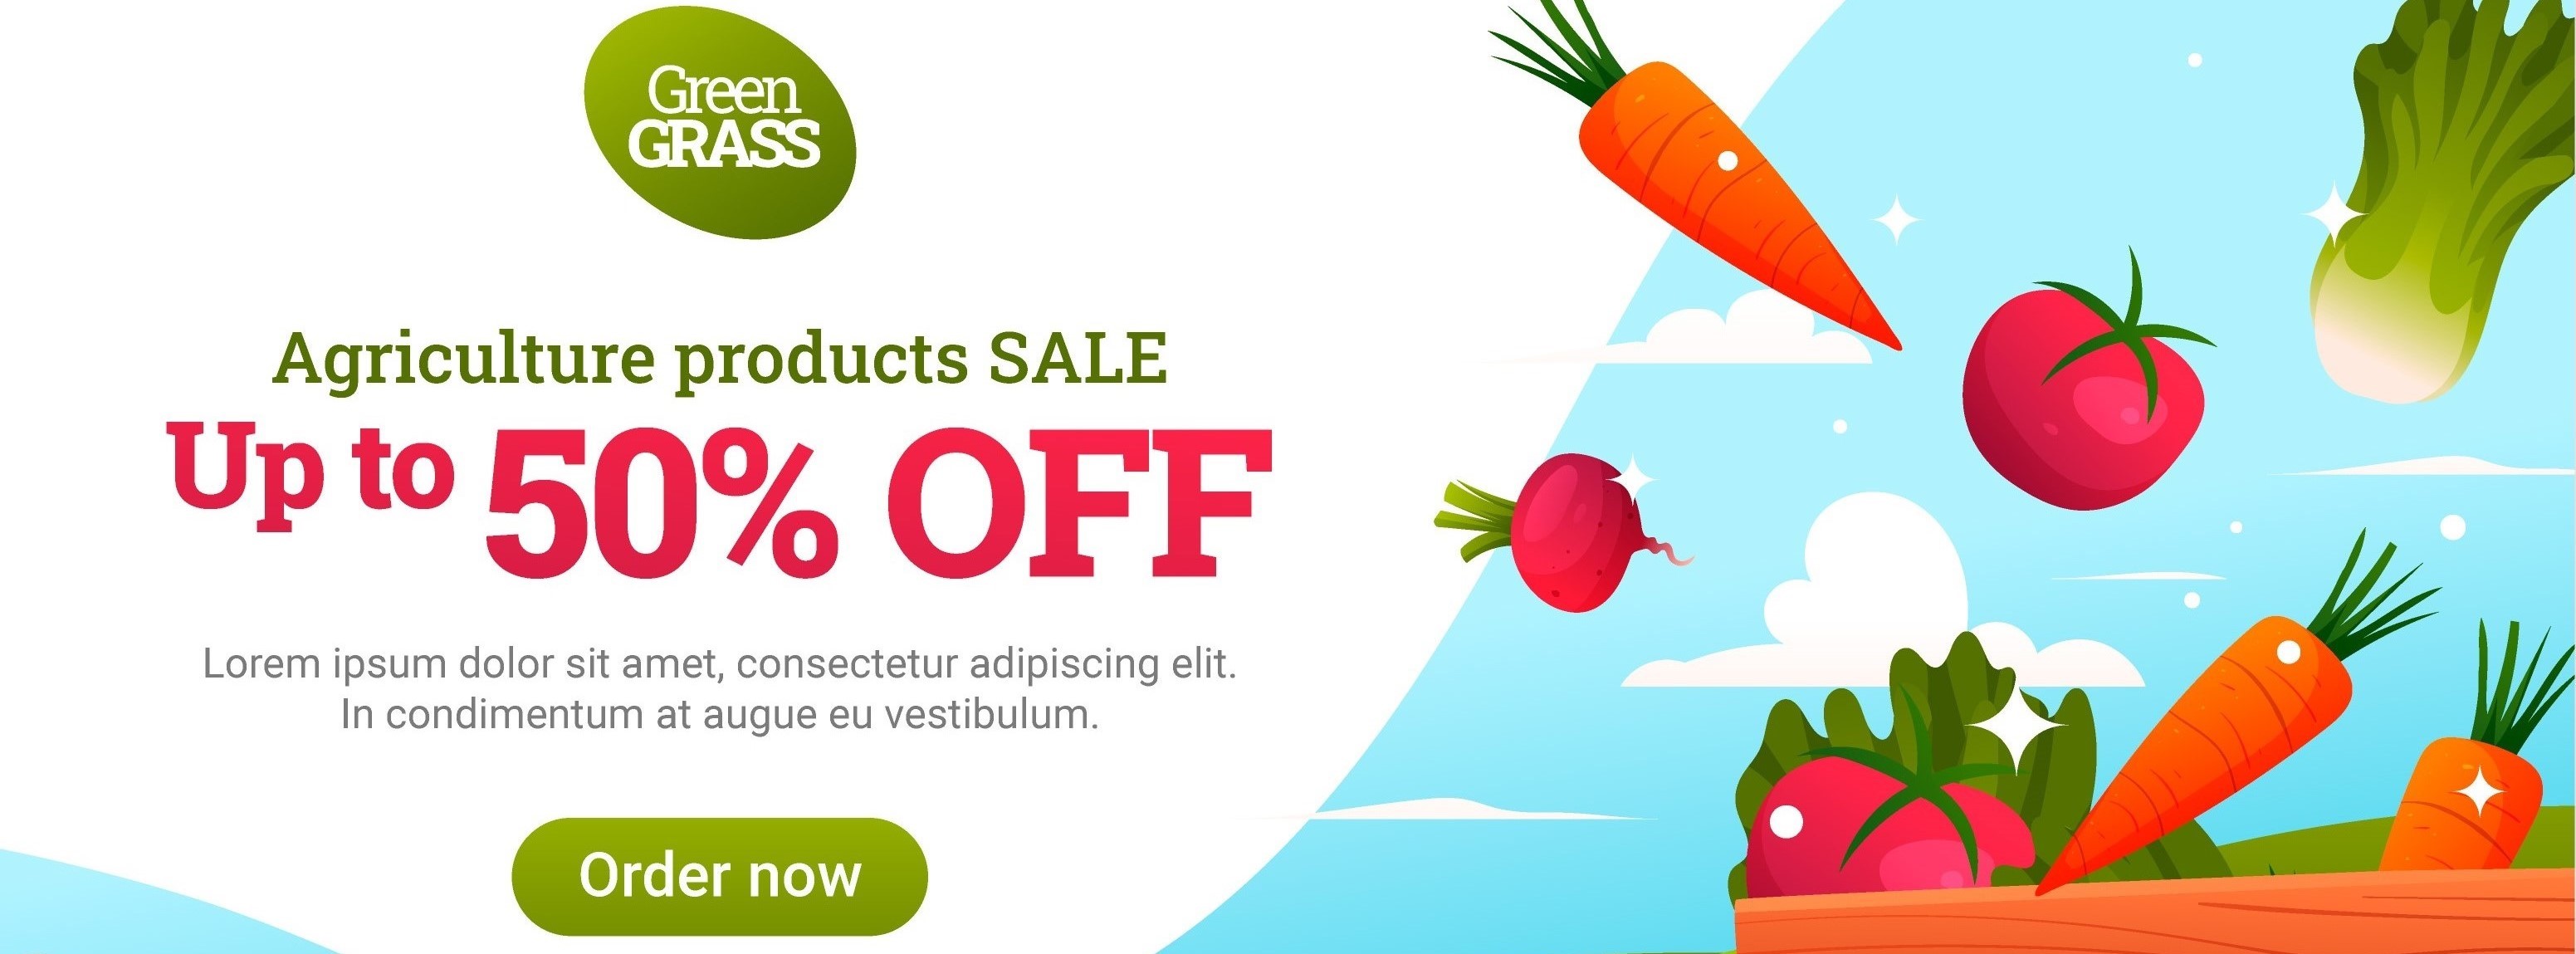 Green
GRASS
Agriculture products SALE
Up to 50% OFF
Lorem ipsum dolor sit amet, consectetur adipiscing elit.
In condimentum at augue eu vestibulum.
Order now